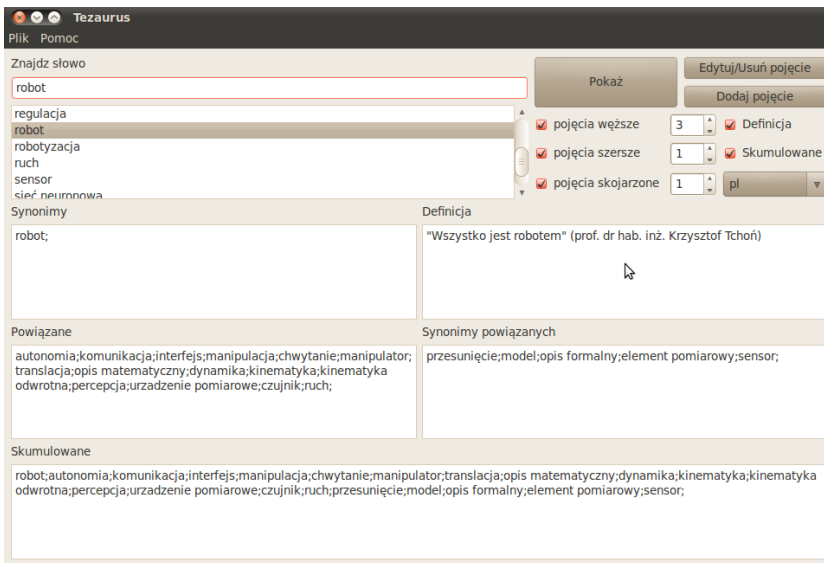 Tezaurus
Plik Pomoc
Znajdz słowo
robot
regulacja
robot
robotyzacja
ruch
sensor
sieć neuronowa
Pokaż
Edytuj/Usuń pojęcie
Dodaj pojęcie
pojęcia węższe 3 Definicja
pojęcia szersze 1 Skumulowane
pojęcia skojarzone 1 pl
Synonimy
robot;
Definicja
"Wszystko jest robotem" (prof. dr hab. inż. Krzysztof Tchoń)
Powiązane
autonomia;komunikacja;interfejs;manipulacja;chwytanie;manipulator;
translacja;opis matematyczny;dynamika;kinematyka;kinematyka
odwrotna;percepcja;urzadzenie pomiarowe;czujnik;ruch;
Synonimy powiązanych
przesunięcie;model;opis formalny;element pomiarowy;sensor;
Skumulowane
robot;autonomia;komunikacja;interfejs;manipulacja;chwytanie;manipulator;translacja;opis matematyczny;dynamika;kinematyka;kinematyka
odwrotna;percepcja;urzadzenie pomiarowe;czujnik;ruch;przesunięcie;model;opis formalny;element pomiarowy;sensor;